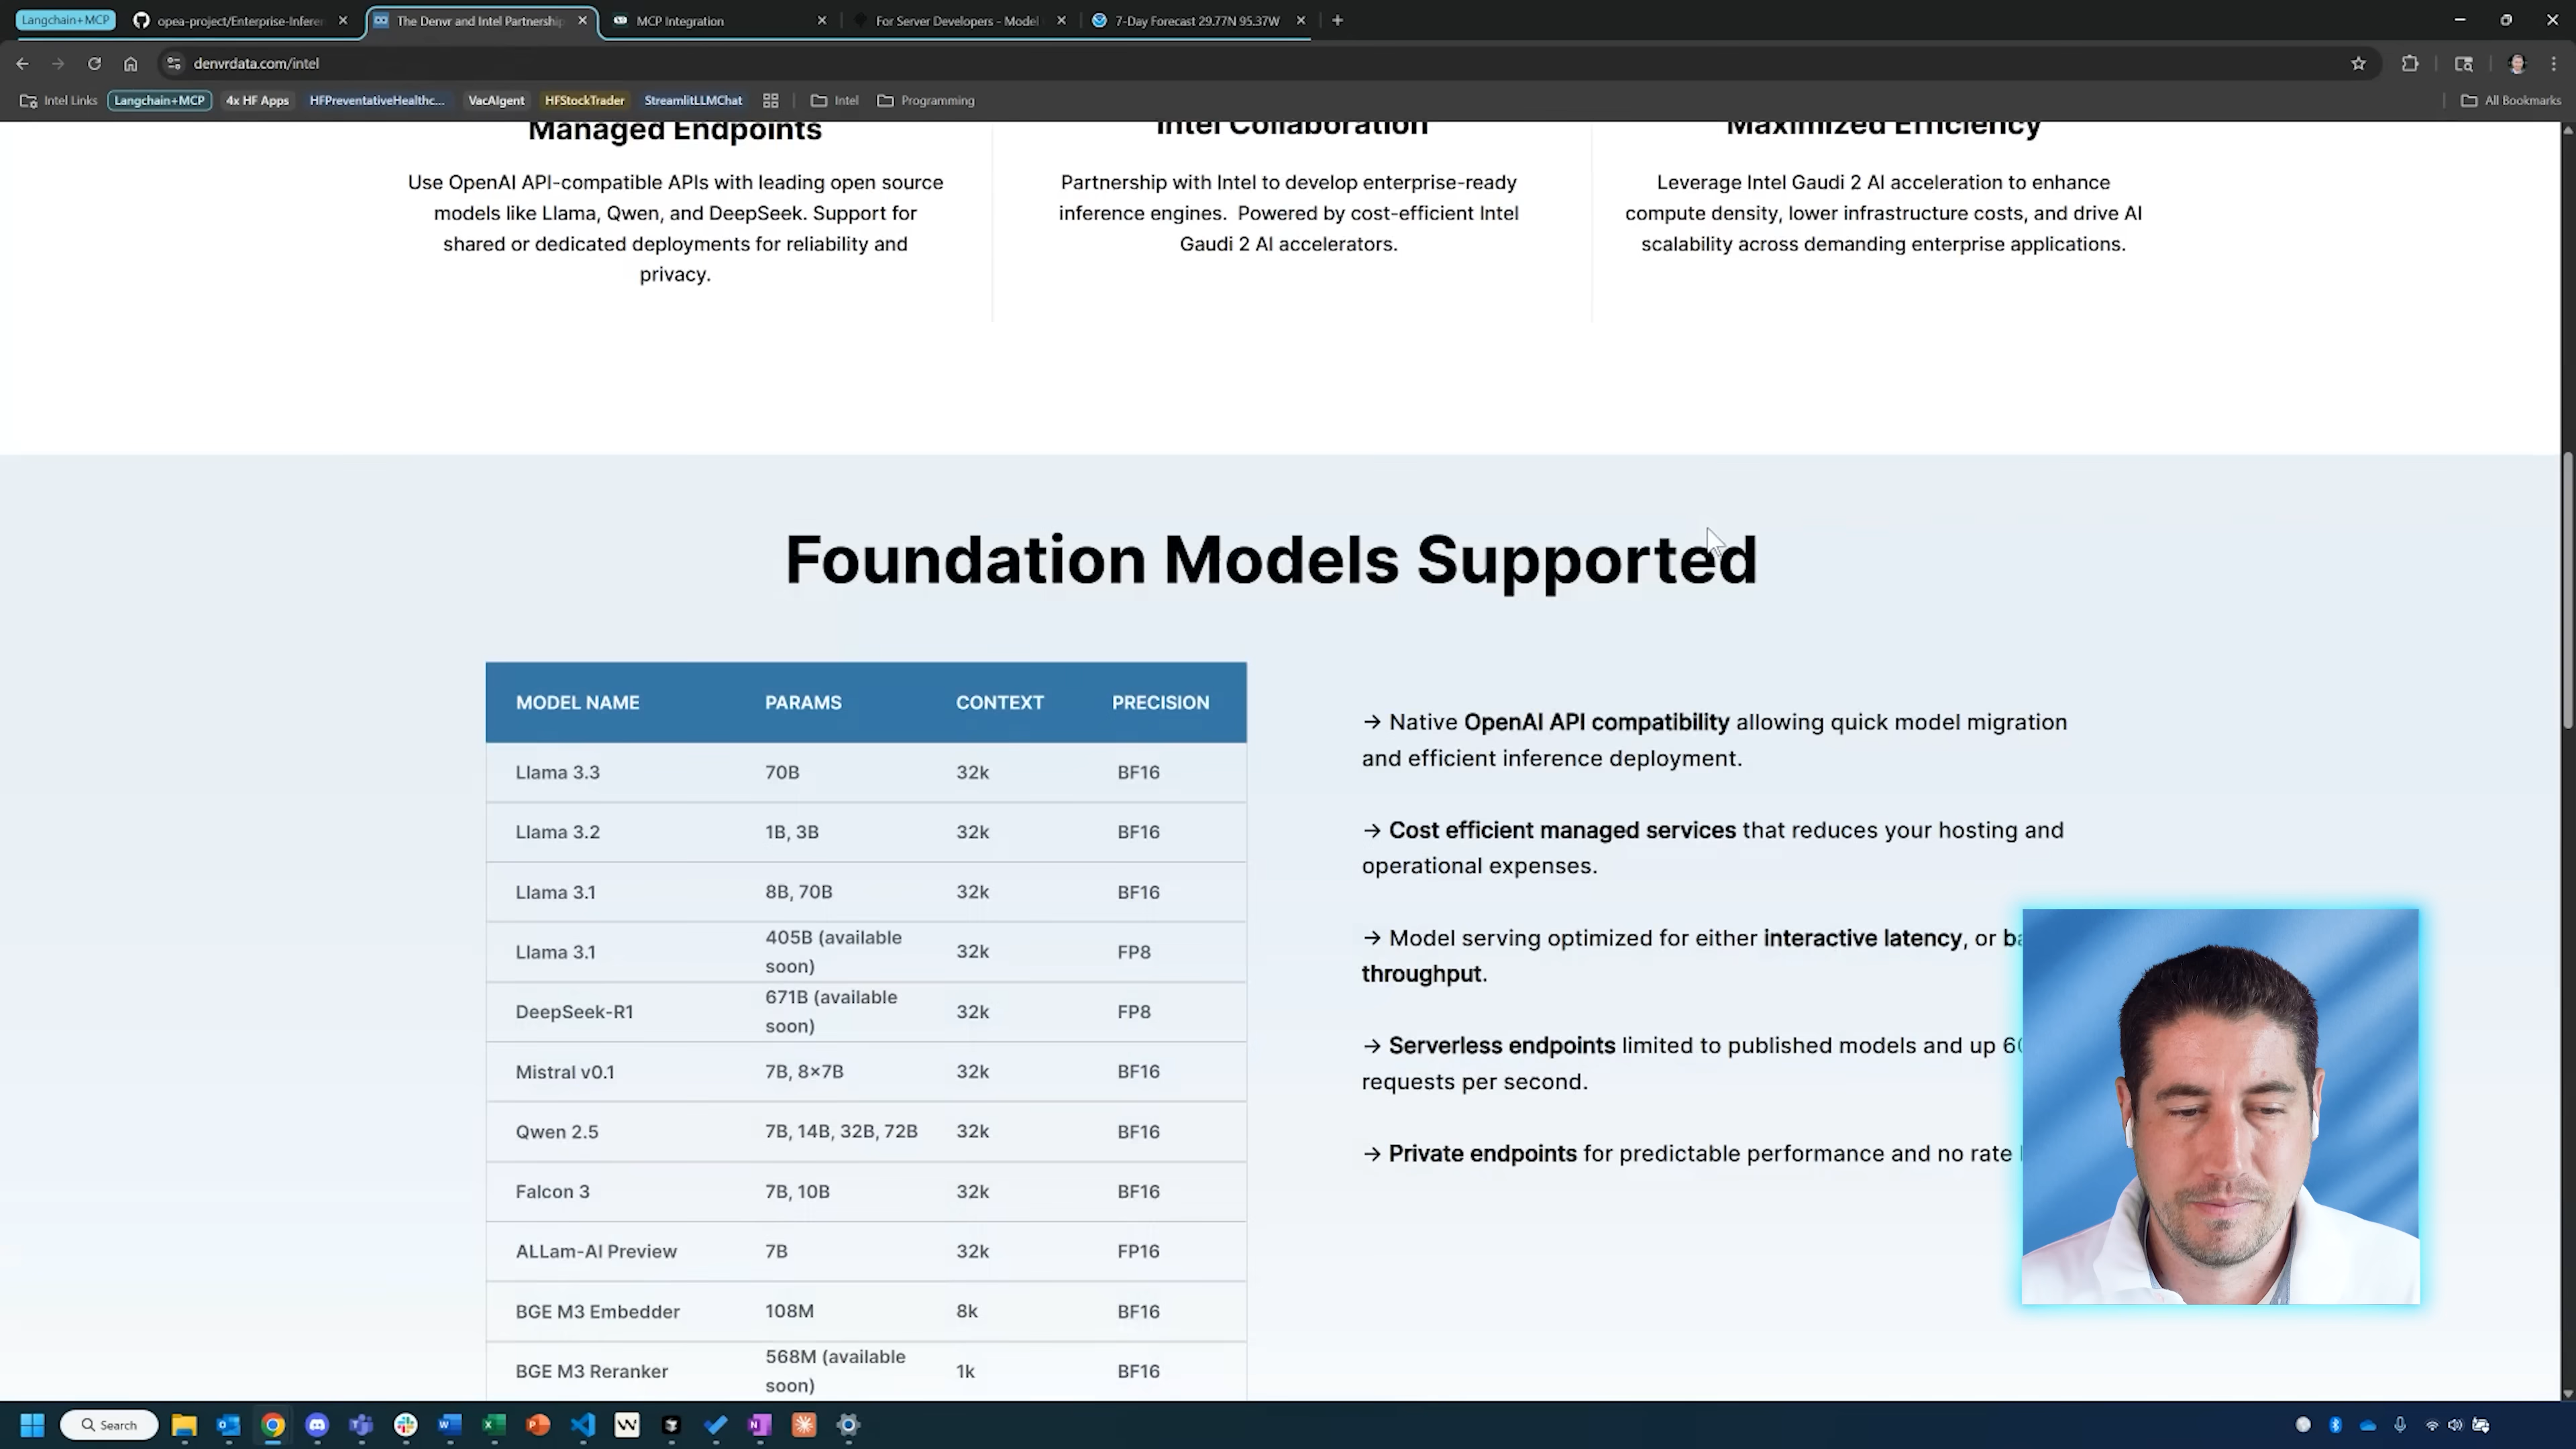 Langchain+MCP
opea-project/Enterprise-Inferen
The Denvr and Intel Partnership
MCP Integration
For Server Developers - Model
7-Day Forecast 29.77N 95.37W
denvrdata.com/intel
Intel Links
Langchain+MCP
4x HF Apps
HFPreventativeHealthc...
VacAIgent
HFStockTrader
StreamlitLLMChat
Intel
Programming
All Bookmarks
Managed Endpoints
Use OpenAI API-compatible APIs with leading open source
models like Llama, Qwen, and DeepSeek. Support for
shared or dedicated deployments for reliability and
privacy.
Intel Collaboration
Partnership with Intel to develop enterprise-ready
inference engines. Powered by cost-efficient Intel
Gaudi 2 AI accelerators.
Maximized Efficiency
Leverage Intel Gaudi 2 AI acceleration to enhance
compute density, lower infrastructure costs, and drive AI
scalability across demanding enterprise applications.
Foundation Models Supported
MODEL NAME PARAMS CONTEXT PRECISION
Llama 3.3 70B 32k BF16
Llama 3.2 1B, 3B 32k BF16
Llama 3.1 8B, 70B 32k BF16
Llama 3.1 405B (available soon) 32k FP8
DeepSeek-R1 671B (available soon) 32k FP8
Mistral v0.1 7B, 8×7B 32k BF16
Qwen 2.5 7B, 14B, 32B, 72B 32k BF16
Falcon 3 7B, 10B 32k BF16
ALLam-AI Preview 7B 32k FP16
BGE M3 Embedder 108M 8k BF16
BGE M3 Reranker 568M (available soon) 1k BF16
→ Native OpenAI API compatibility allowing quick model migration
and efficient inference deployment.
→ Cost efficient managed services that reduces your hosting and
operational expenses.
→ Model serving optimized for either interactive latency, or
throughput.
→ Serverless endpoints limited to published models and up
requests per second.
→ Private endpoints for predictable performance and no rate
Search